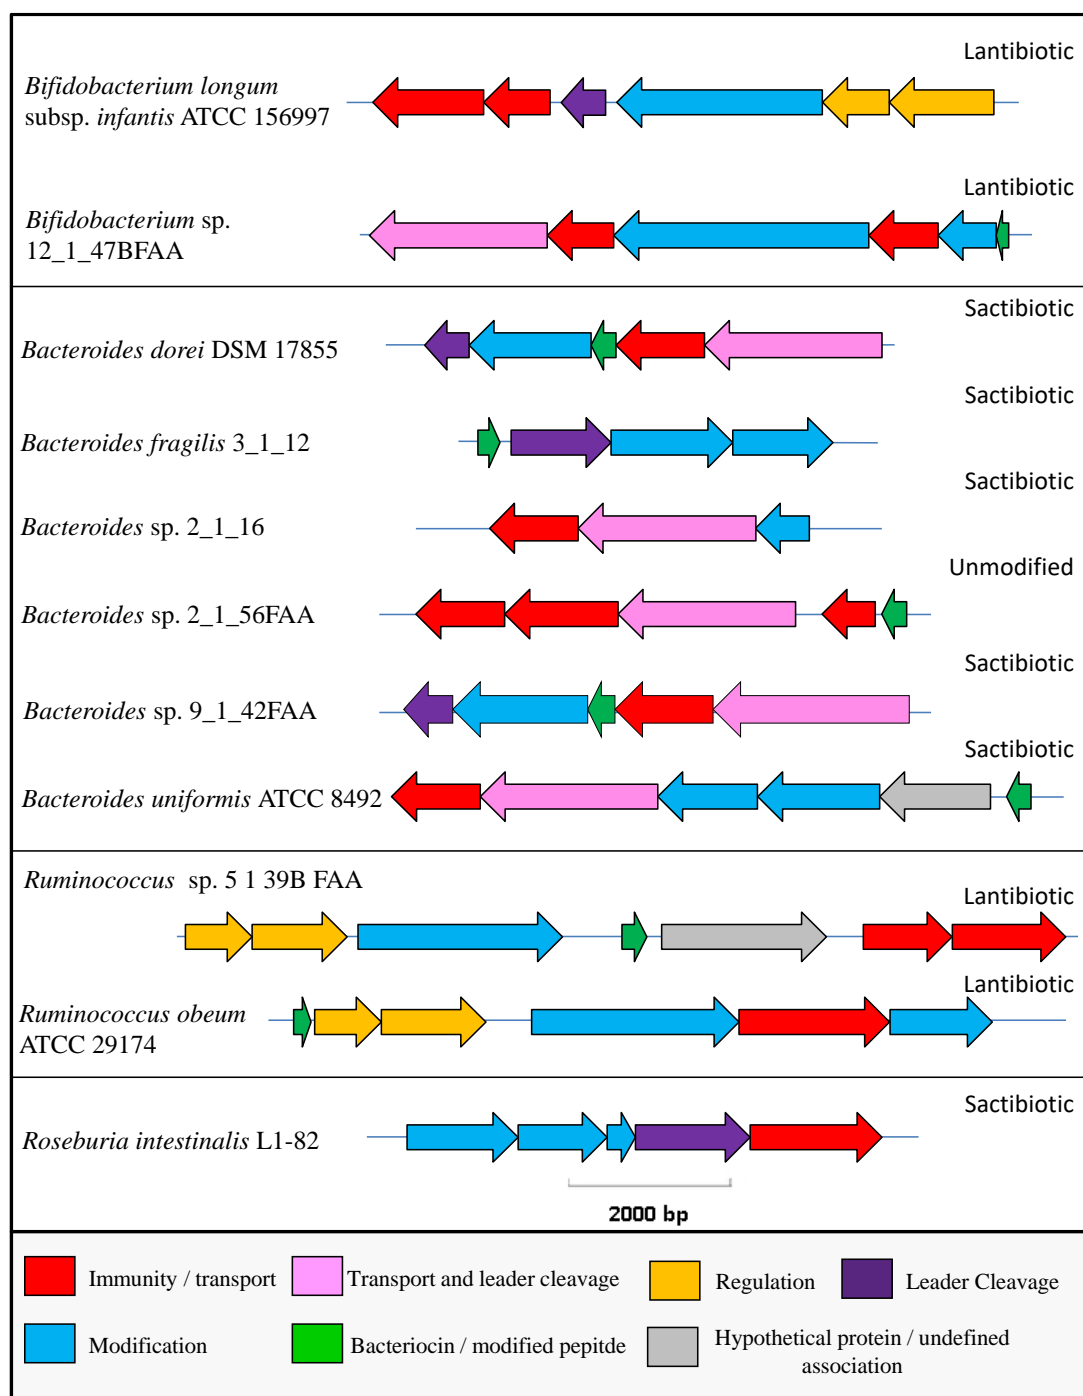 Lantibiotic
Bifidobacterium longum
subsp. infantis ATCC 156997
Lantibiotic
Bifidobacterium sp.
12_1_47BFAA
Sactibiotic
Bacteroides dorei DSM 17855
Sactibiotic
Bacteroides fragilis 3_1_12
Sactibiotic
Bacteroides sp. 2_1_16
Unmodified
Bacteroides sp. 2_1_56FAA
Sactibiotic
Bacteroides sp. 9_1_42FAA
Sactibiotic
Bacteroides uniformis ATCC 8492
Ruminococcus sp. 5 1 39B FAA
Lantibiotic
Lantibiotic
Ruminococcus obeum
ATCC 29174
Sactibiotic
Roseburia intestinalis L1-82
2000 bp
Immunity / transport
Transport and leader cleavage
Regulation
Leader Cleavage
Modification
Bacteriocin / modified pepitde
Hypothetical protein / undefined
association